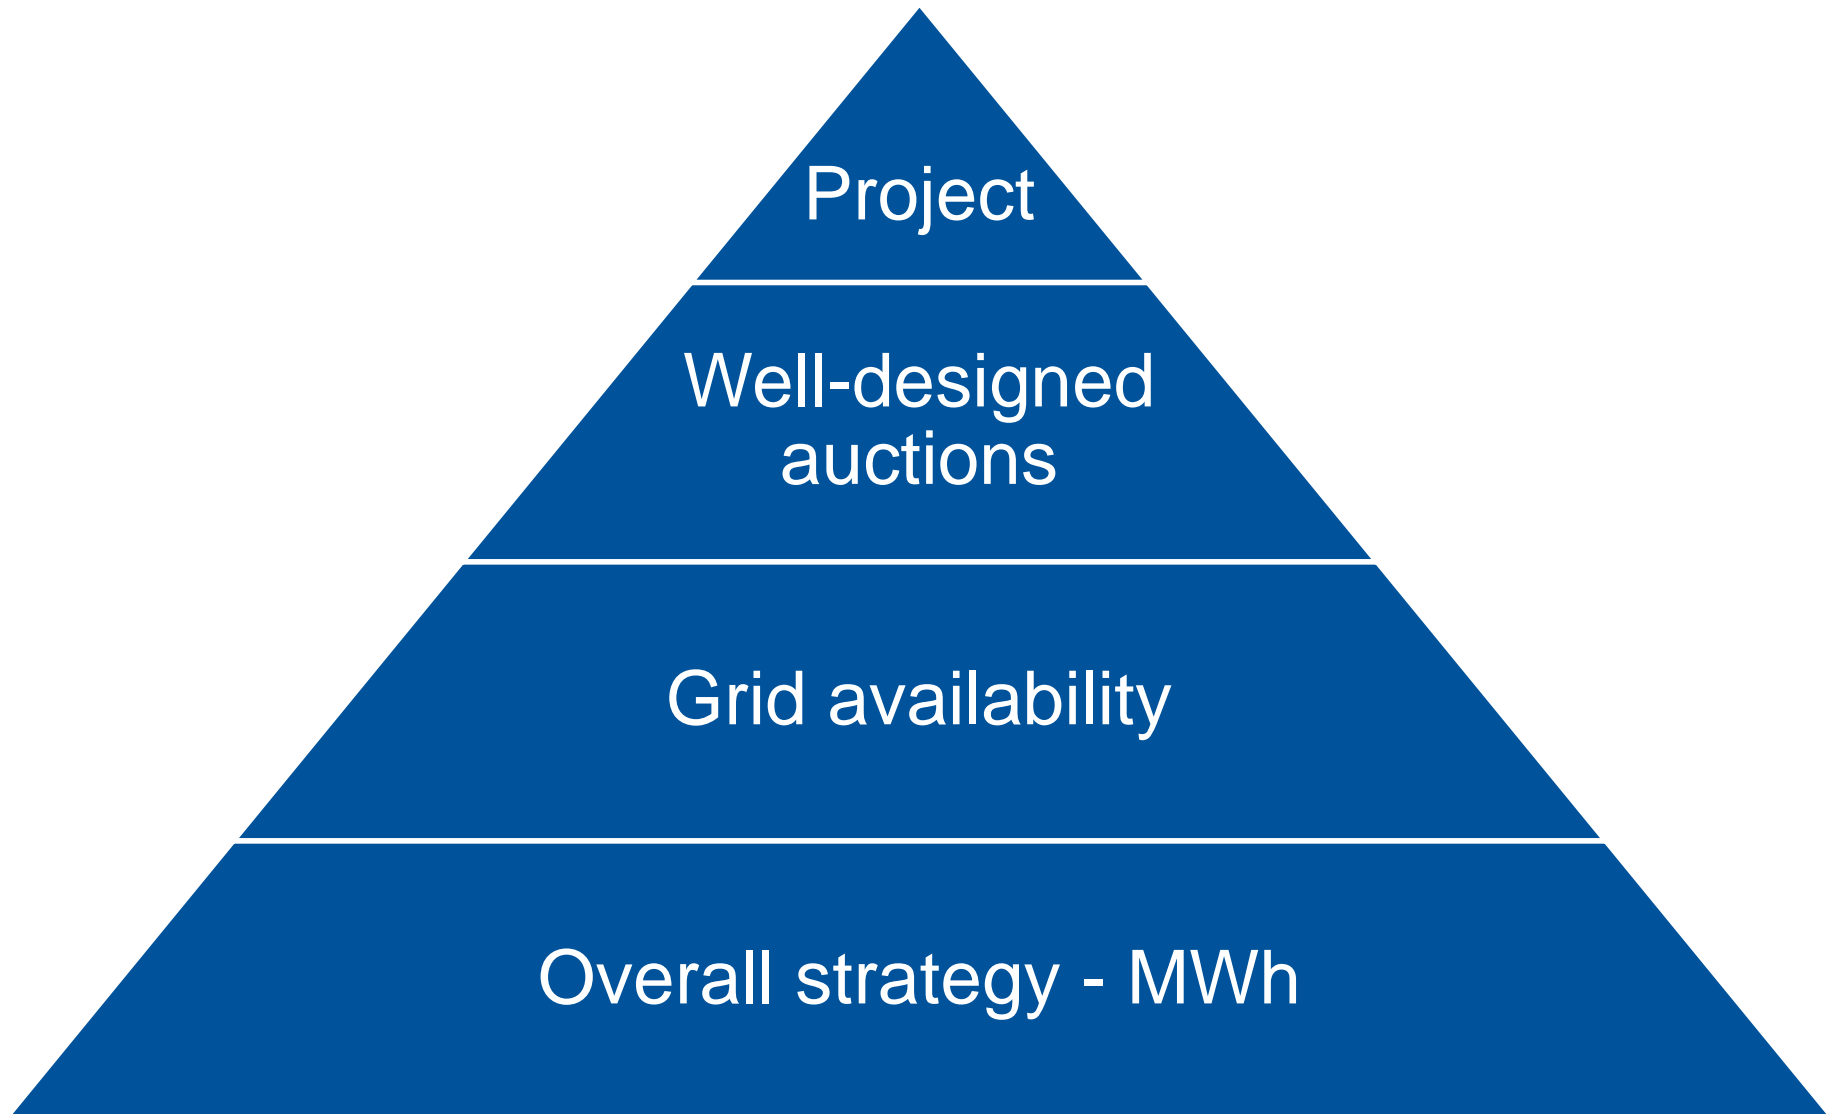 Project
Well-designed
auctions
Grid availability
Overall strategy - MWh